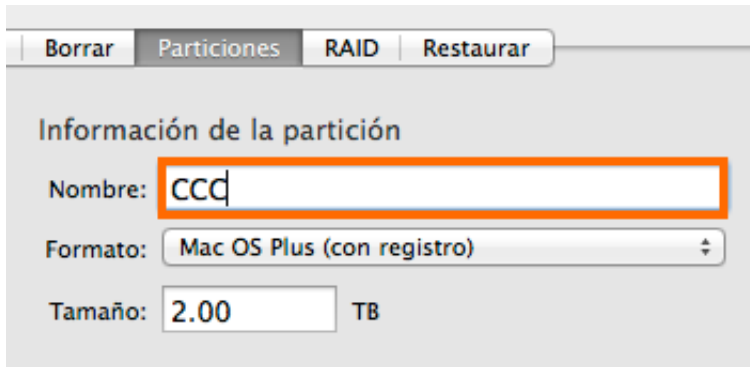 Borrar Particiones RAID Restaurar
Información de la partición
Nombre: CCC
Formato: Mac OS Plus (con registro)
Tamaño: 2.00 TB